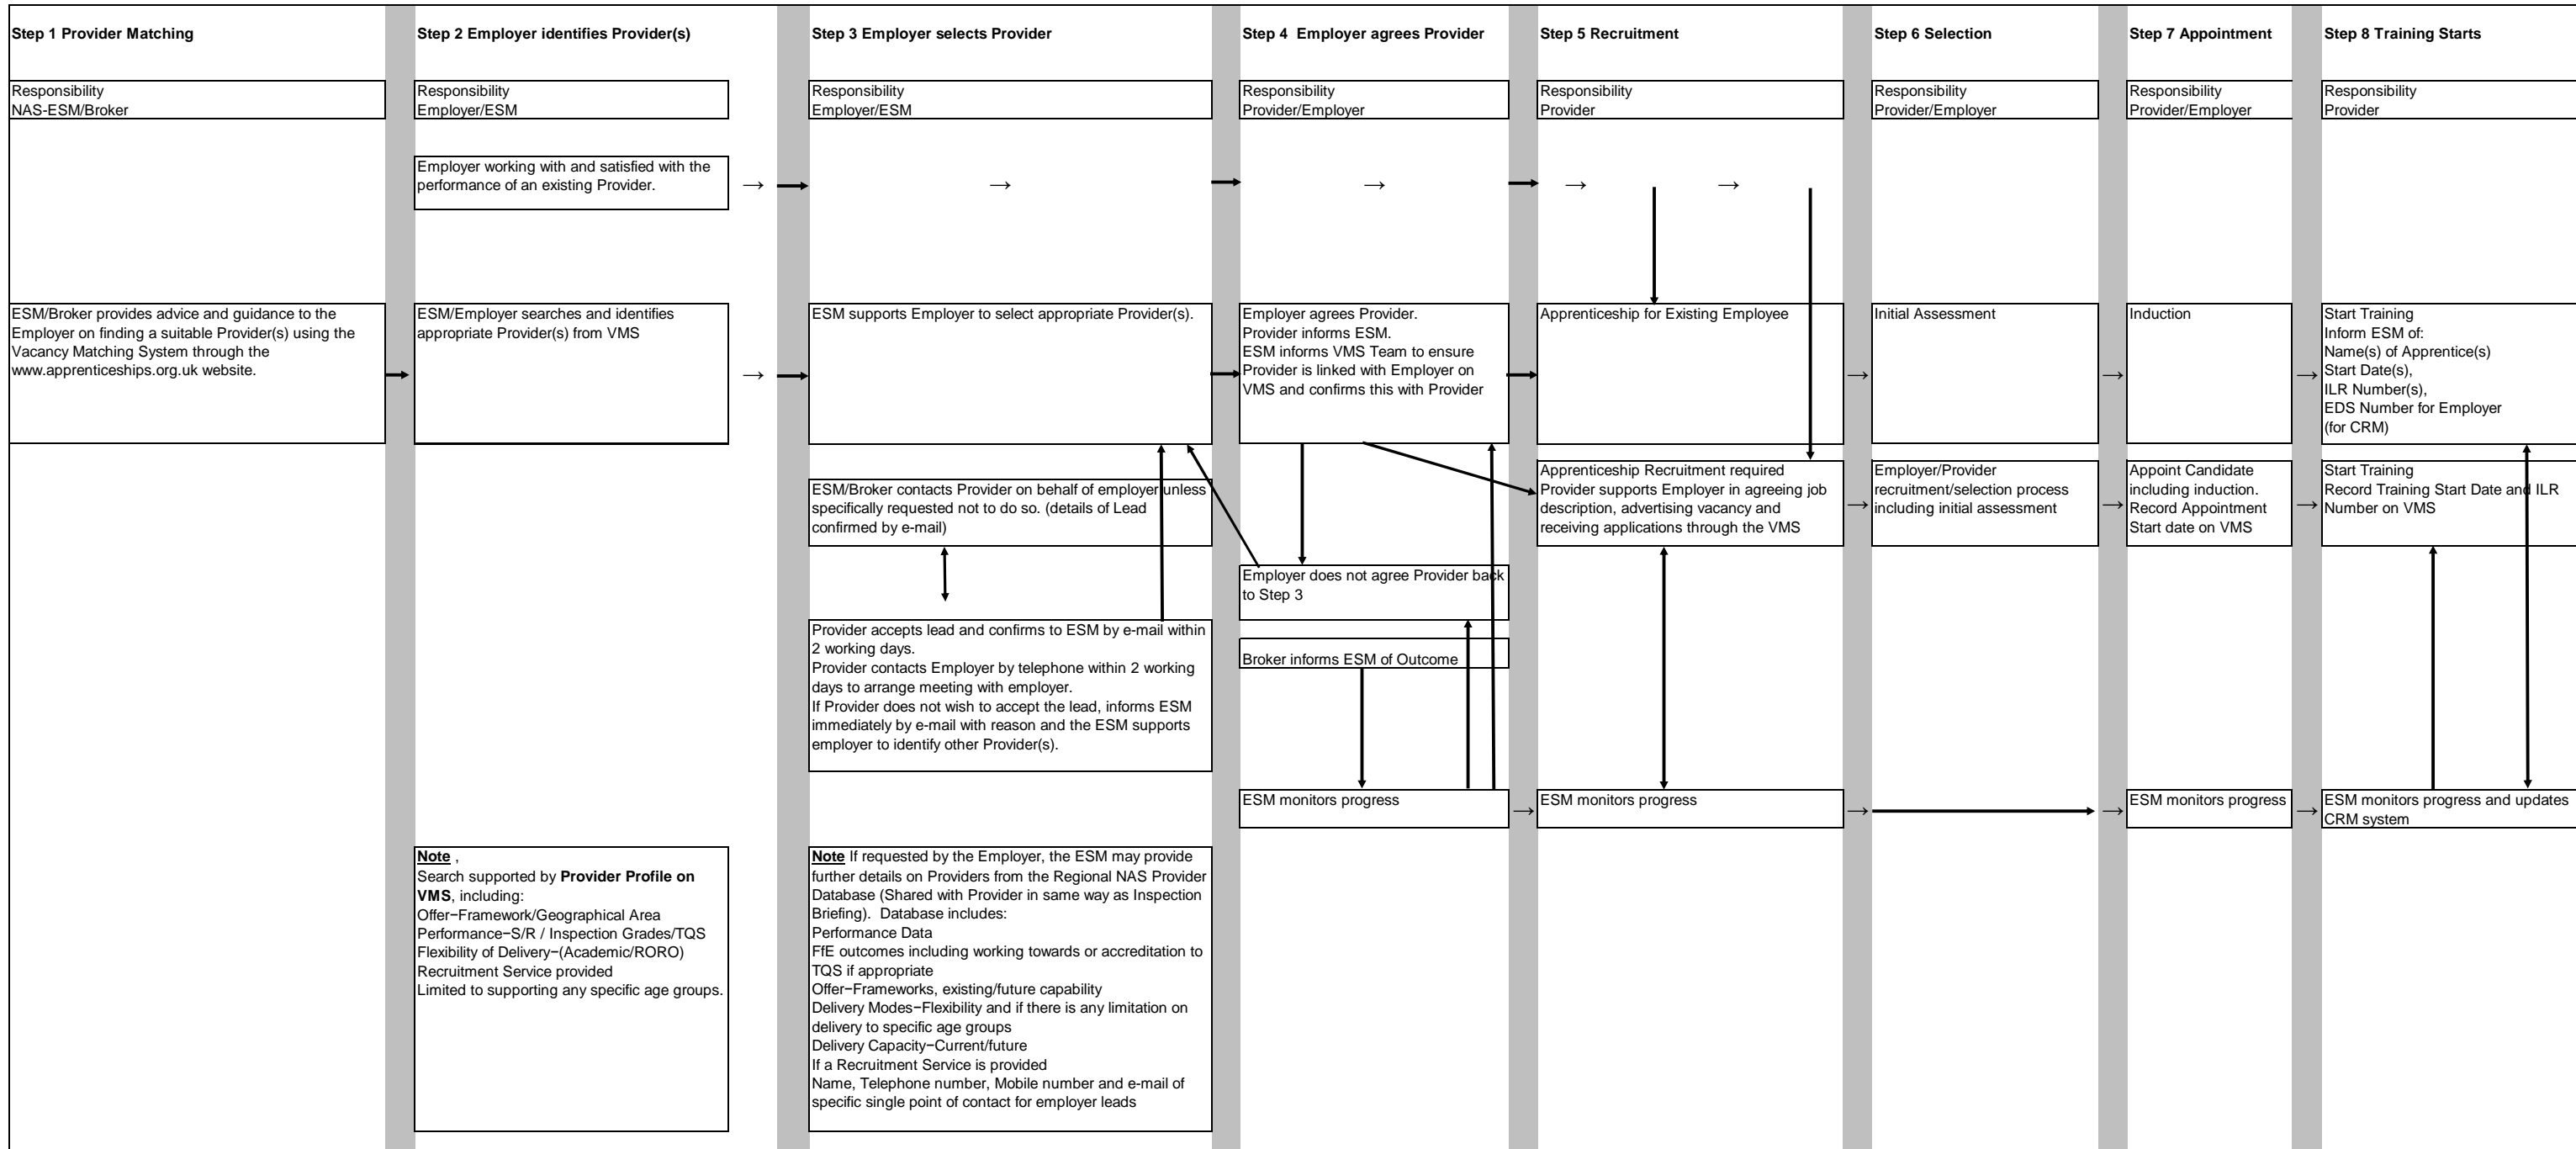 Step 1 Provider Matching
Step 2 Employer identifies Provider(s)
Step 3 Employer selects Provider
Step 4  Employer agrees Provider
Step 5 Recruitment
Step 6 Selection
Step 7 Appointment
Step 8 Training Starts
Responsibility
NAS-ESM/Broker
Responsibility
Employer/ESM
Responsibility
Employer/ESM
Responsibility
Provider/Employer
Responsibility
Provider
Responsibility
Provider/Employer
Responsibility
Provider/Employer
Responsibility
Provider
Employer working with and satisfied with the
performance of an existing Provider.
→
→
→
→
→
ESM/Broker provides advice and guidance to the
Employer on finding a suitable Provider(s) using the
Vacancy Matching System through the
www.apprenticeships.org.uk website.
ESM/Employer searches and identifies
appropriate Provider(s) from VMS
→
ESM supports Employer to select appropriate Provider(s).
Employer agrees Provider.
Provider informs ESM.
ESM informs VMS Team to ensure
Provider is linked with Employer on
VMS and confirms this with Provider
Apprenticeship for Existing Employee
→
Initial Assessment
→
Induction
→
Start Training
Inform ESM of:
Name(s) of Apprentice(s)
Start Date(s),
ILR Number(s),
EDS Number for Employer
(for CRM)
ESM/Broker contacts Provider on behalf of employer unless
specifically requested not to do so. (details of Lead
confirmed by e-mail)
Apprenticeship Recruitment required
Provider supports Employer in agreeing job
description, advertising vacancy and
receiving applications through the VMS
→
Employer/Provider
recruitment/selection process
including initial assessment
→
Appoint Candidate
including induction.
Record Appointment
Start date on VMS
→
Start Training
Record Training Start Date and ILR
Number on VMS
Employer does not agree Provider back
to Step 3
Provider accepts lead and confirms to ESM by e-mail within
2 working days.
Provider contacts Employer by telephone within 2 working
days to arrange meeting with employer.
If Provider does not wish to accept the lead, informs ESM
immediately by e-mail with reason and the ESM supports
employer to identify other Provider(s).
Broker informs ESM of Outcome
ESM monitors progress
→
ESM monitors progress
→
→
ESM monitors progress
→
ESM monitors progress and updates
CRM system
Note ,
Search supported by Provider Profile on
VMS, including:
Offer−Framework/Geographical Area
Performance−S/R / Inspection Grades/TQS
Flexibility of Delivery−(Academic/RORO)
Recruitment Service provided
Limited to supporting any specific age groups.
Note If requested by the Employer, the ESM may provide
further details on Providers from the Regional NAS Provider
Database (Shared with Provider in same way as Inspection
Briefing).  Database includes:
Performance Data
FfE outcomes including working towards or accreditation to
TQS if appropriate
Offer−Frameworks, existing/future capability
Delivery Modes−Flexibility and if there is any limitation on
delivery to specific age groups
Delivery Capacity−Current/future
If a Recruitment Service is provided
Name, Telephone number, Mobile number and e-mail of
specific single point of contact for employer leads